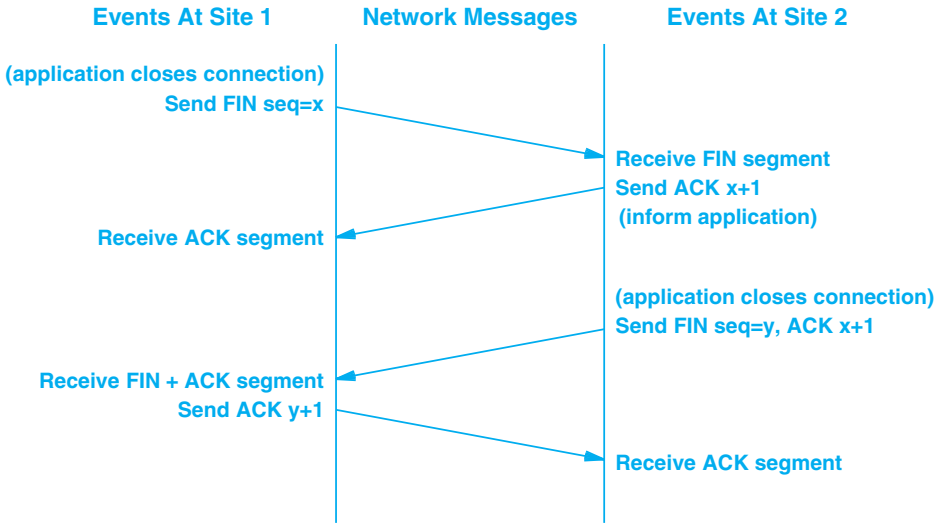 Events At Site 1
Network Messages
Events At Site 2
(application closes connection)
Send FIN seq=x
Receive FIN segment
Send ACK x+1
(inform application)
Receive ACK segment
(application closes connection)
Send FIN seq=y, ACK x+1
Receive FIN + ACK segment
Send ACK y+1
Receive ACK segment